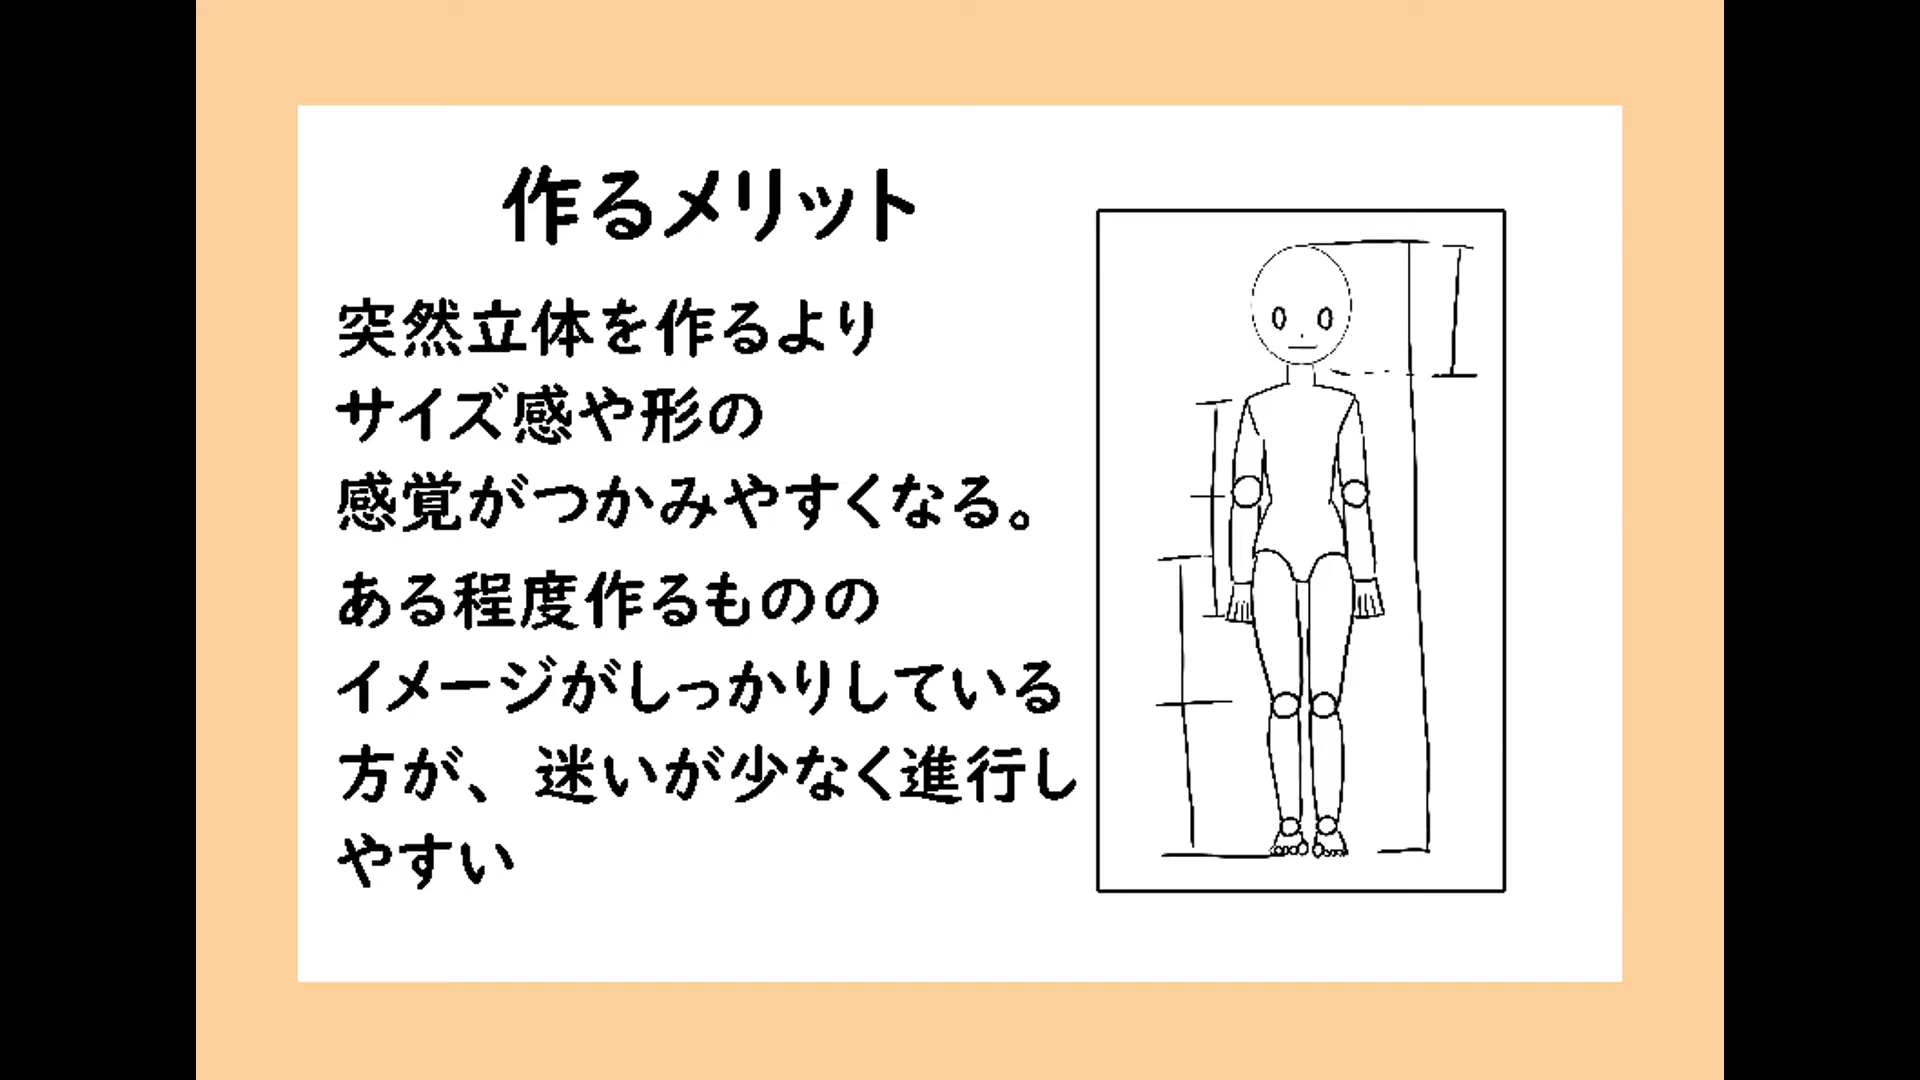 作るメリット
突然立体を作るより
サイズ感や形の
感覚がつかみやすくなる。
ある程度作るものの
イメージがしっかりしている
方が、迷いが少なく進行し
やすい